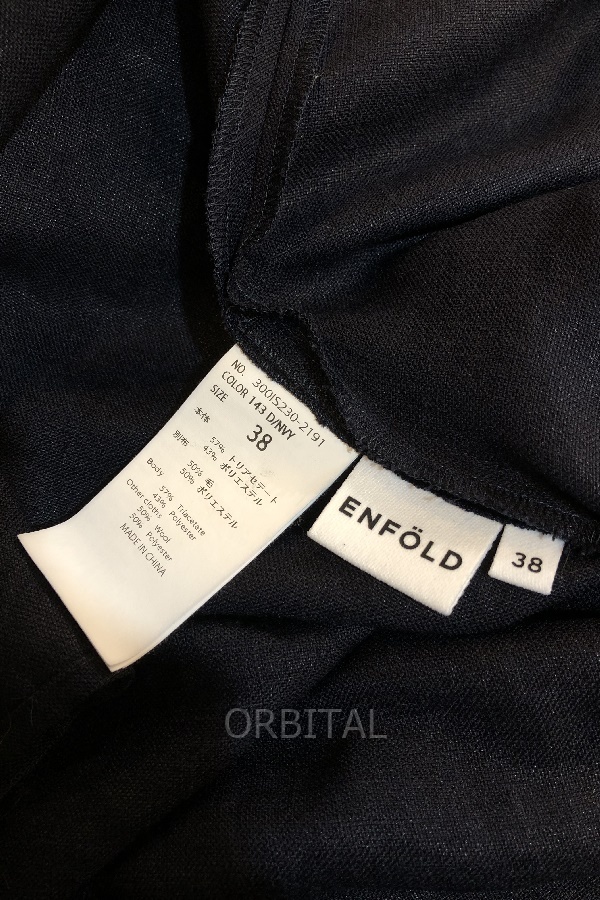 NO. 300IS230-2191
COLOR 143 D/NVY
SIZE 38
本体 57% トリアセテート
43% ポリエステル
別布 50% 毛
50% ポリエステル
Body 57% Triacetate
43% Polyester
Other cloths
50% Wool
50% Polyester
MADE IN CHINA
ENFÖLD
38
ORBITAL